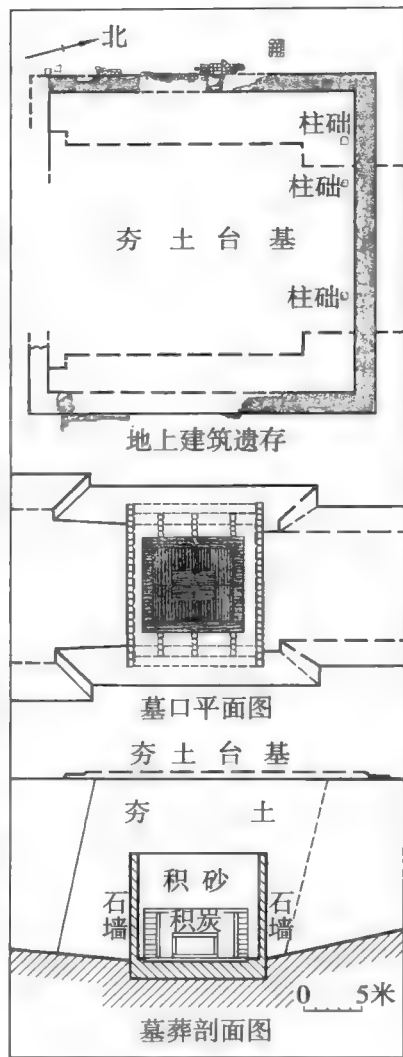 北
柱础
柱础
夯土台基
柱础
地上建筑遗存
墓口平面图
夯土台基
夯土
积砂
石墙
石墙
积炭
0 5米
墓葬剖面图